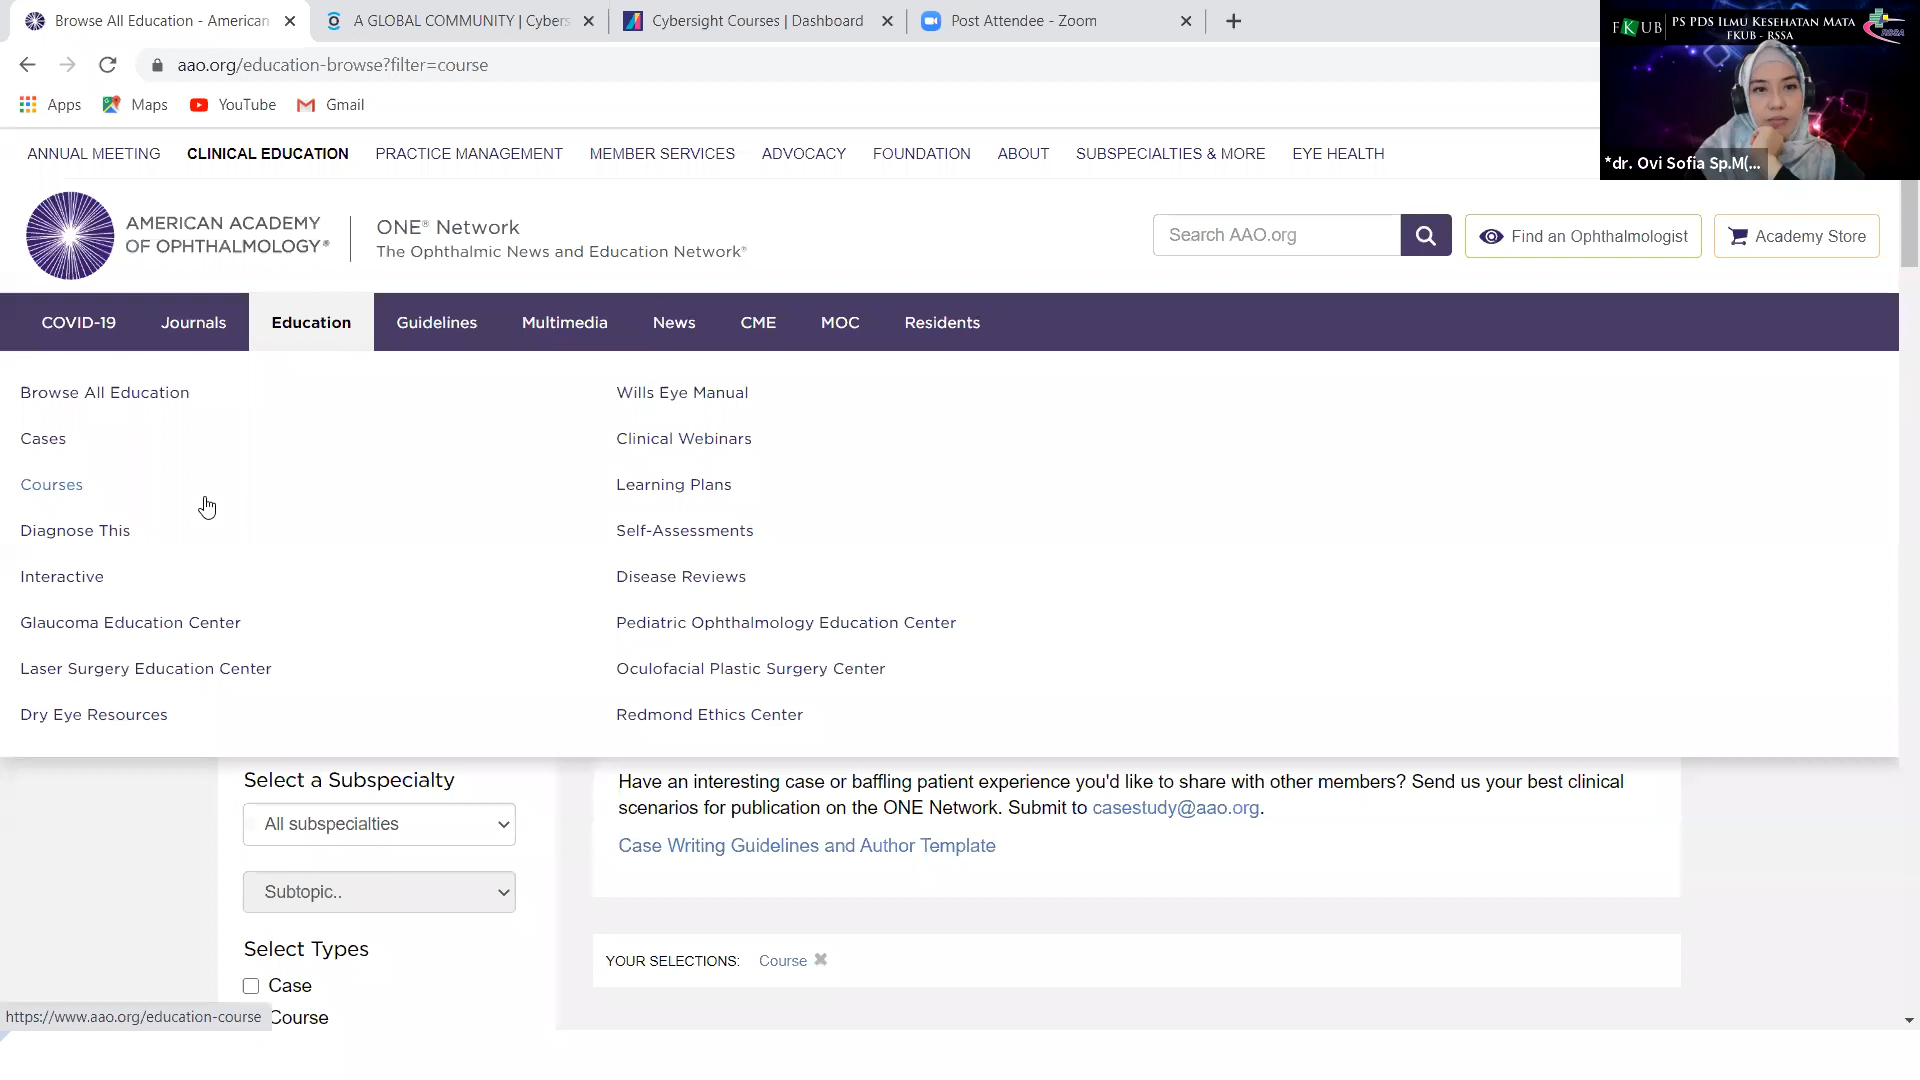 Browse All Education - American
A GLOBAL COMMUNITY | Cybers
Cybersight Courses | Dashboard
Post Attendee - Zoom
aao.org/education-browse?filter=course
Apps
Maps
YouTube
Gmail
FKUB
PS PDS Ilmu Kesehatan Mata
FKUB - RSSA
RSSA
*dr. Ovi Sofia Sp.M(...
ANNUAL MEETING
CLINICAL EDUCATION
PRACTICE MANAGEMENT
MEMBER SERVICES
ADVOCACY
FOUNDATION
ABOUT
SUBSPECIALTIES & MORE
EYE HEALTH
AMERICAN ACADEMY
OF OPHTHALMOLOGY®
ONE® Network
The Ophthalmic News and Education Network®
Search AAO.org
Find an Ophthalmologist
Academy Store
COVID-19
Journals
Education
Guidelines
Multimedia
News
CME
MOC
Residents
Browse All Education
Cases
Courses
Diagnose This
Interactive
Glaucoma Education Center
Laser Surgery Education Center
Dry Eye Resources
Wills Eye Manual
Clinical Webinars
Learning Plans
Self-Assessments
Disease Reviews
Pediatric Ophthalmology Education Center
Oculofacial Plastic Surgery Center
Redmond Ethics Center
Select a Subspecialty
All subspecialties
Subtopic..
Select Types
Case
Course
Have an interesting case or baffling patient experience you'd like to share with other members? Send us your best clinical
scenarios for publication on the ONE Network. Submit to casestudy@aao.org.
Case Writing Guidelines and Author Template
YOUR SELECTIONS: Course
https://www.aao.org/education-course